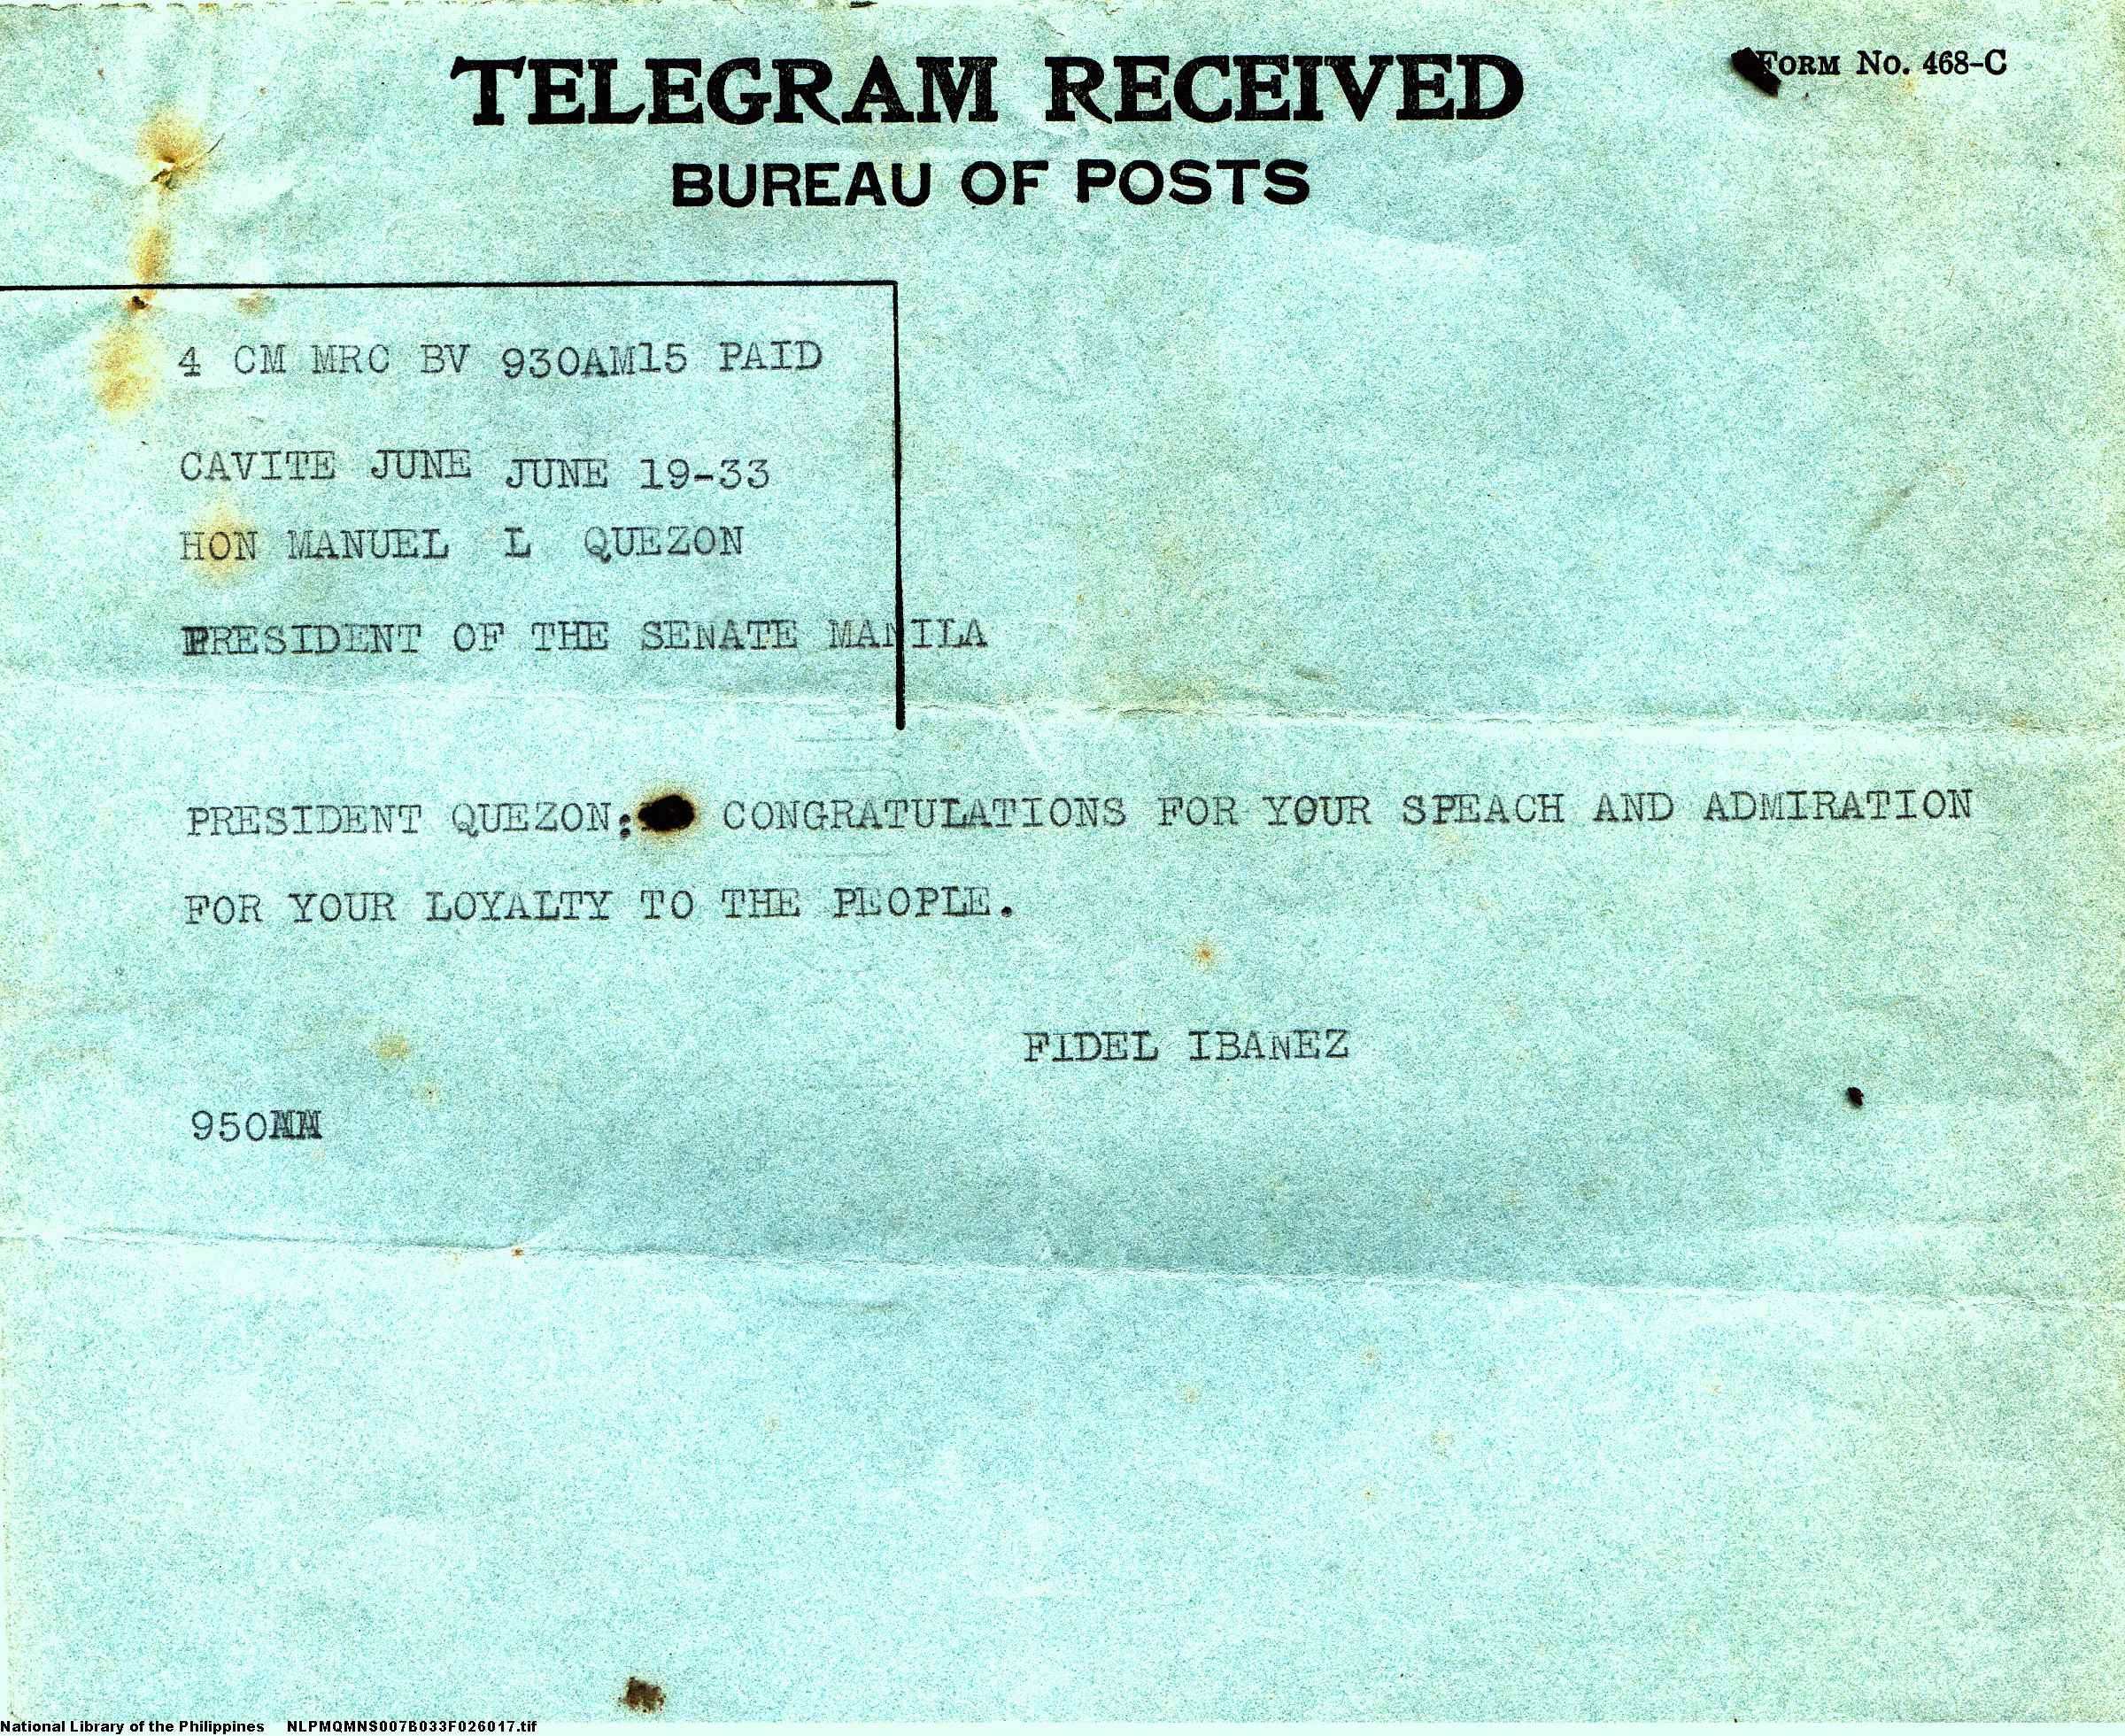 TELEGRAM RECEIVED
FORM NO. 468-C
BUREAU OF POSTS
4 CM MRC BV 930AM15 PAID
CAVITE JUNE JUNE 19-33
HON MANUEL L QUEZON
PRESIDENT OF THE SENATE MANILA
PRESIDENT QUEZON: CONGRATULATIONS FOR YOUR SPEACH AND ADMIRATION
FOR YOUR LOYALTY TO THE PEOPLE.
FIDEL IBANEZ
950AM
National Library of the Philippines NLPMQMNS007B033F026017.tif